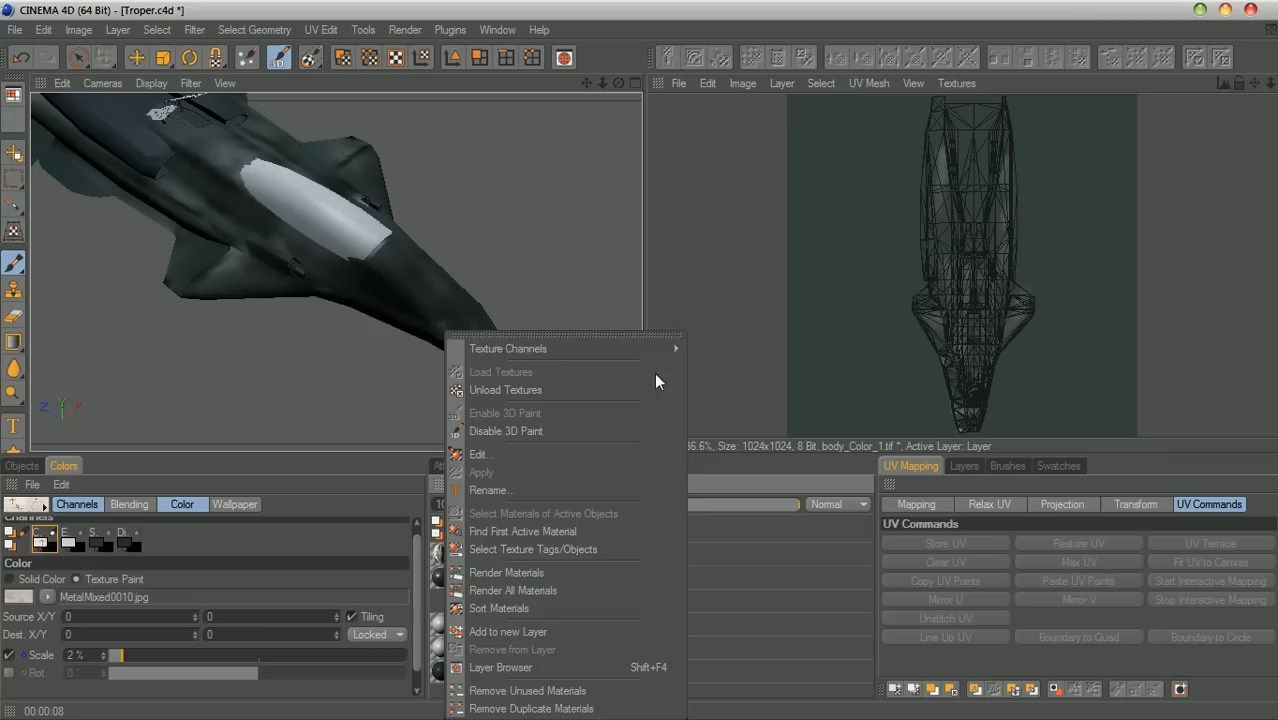 CINEMA 4D (64 Bit) - [Troper.c4d *]
File Edit Image Layer Select Filter Select Geometry UV Edit Tools Render Plugins Window Help
Edit Cameras Display Filter View
File Edit Image Layer Select UV Mesh View Textures
3D
T
Z Y X
Texture Channels
Load Textures
Unload Textures
Enable 3D Paint
Disable 3D Paint
Edit...
Apply
Rename...
Select Materials of Active Objects
Find First Active Material
Select Texture Tags/Objects
Render Materials
Render All Materials
Sort Materials
Add to new Layer
Remove from Layer
Layer Browser Shift+F4
Remove Unused Materials
Remove Duplicate Materials
36.6%, Size: 1024x1024, 8 Bit, body_Color_1.tif *, Active Layer: Layer
Objects Colors
File Edit
Channels Blending Color Wallpaper
Channels
C... E... S... Di...
Color
Solid Color Texture Paint
MetalMixed0010.jpg
Source X/Y 0 0 Tiling
Dest. X/Y 0 0 Locked
Scale 2 %
Rot. 0 °
Normal
UV Mapping Layers Brushes Swatches
Mapping Relax UV Projection Transform UV Commands
UV Commands
Store UV Restore UV UV Terrace
Clear UV Max UV Fit UV to Canvas
Copy UV Points Paste UV Points Start Interactive Mapping
Mirror U Mirror V Stop Interactive Mapping
Unstitch UV
Line Up UV Boundary to Quad Boundary to Circle
00:00:08